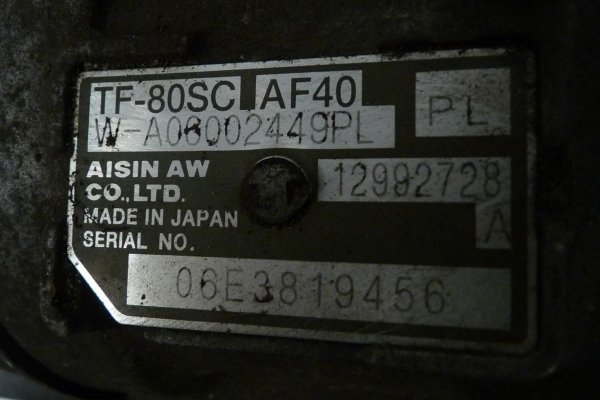 TF-80SC AF40
PL
W-A06002449PL
AISIN AW
CO.,LTD.
12992728
MADE IN JAPAN
A
SERIAL NO.
06E3819456